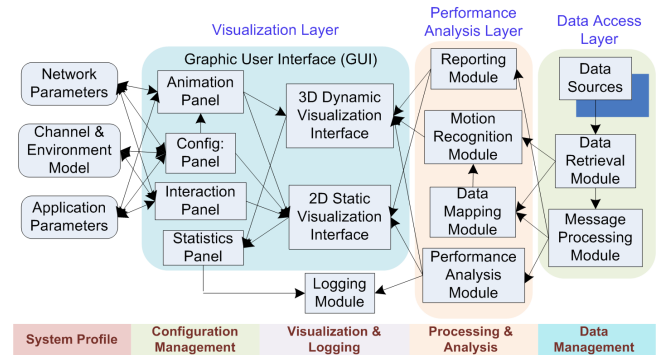 Visualization Layer
Performance
Analysis Layer
Data Access
Layer
Graphic User Interface (GUI)
Network
Parameters
Channel &
Environment Model
Application
Parameters
Animation
Panel
Config:
Panel
Interaction
Panel
Statistics
Panel
3D Dynamic
Visualization
Interface
2D Static
Visualization
Interface
Logging
Module
Reporting
Module
Motion
Recognition
Module
Data
Mapping
Module
Performance
Analysis
Module
Data
Sources
Data
Retrieval
Module
Message
Processing
Module
System Profile
Configuration
Management
Visualization &
Logging
Processing &
Analysis
Data
Management